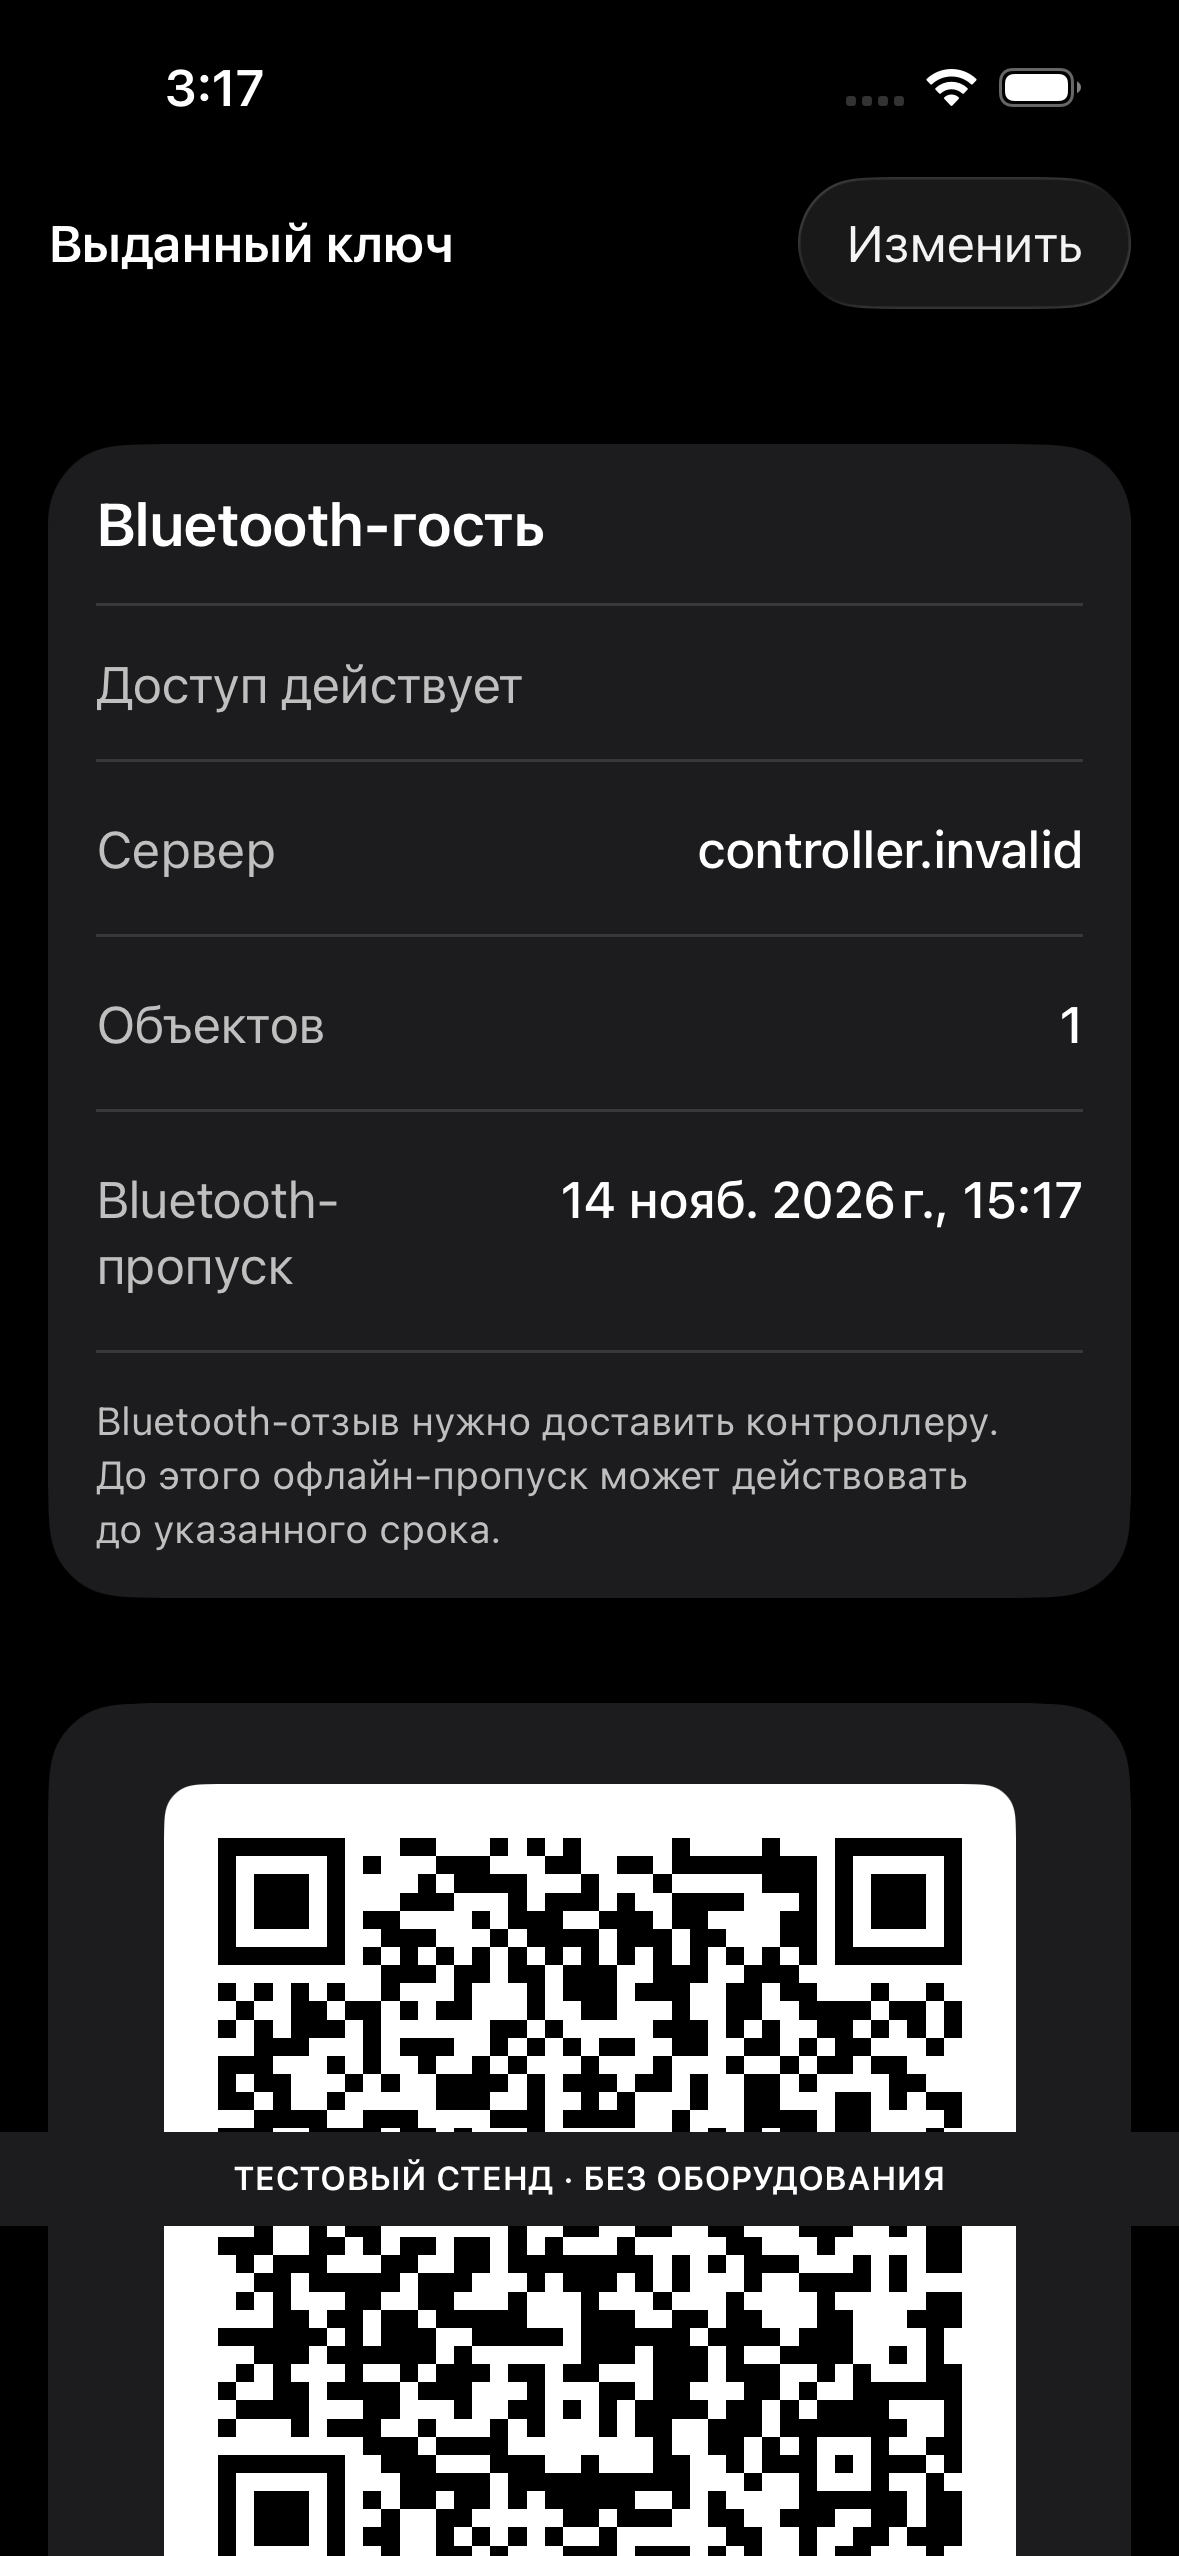 3:17
Выданный ключ
Изменить
Bluetooth-гость
Доступ действует
Сервер
controller.invalid
Объектов
1
Bluetooth-
пропуск
14 нояб. 2026 г., 15:17
Bluetooth-отзыв нужно доставить контроллеру.
До этого офлайн-пропуск может действовать
до указанного срока.
ТЕСТОВЫЙ СТЕНД · БЕЗ ОБОРУДОВАНИЯ